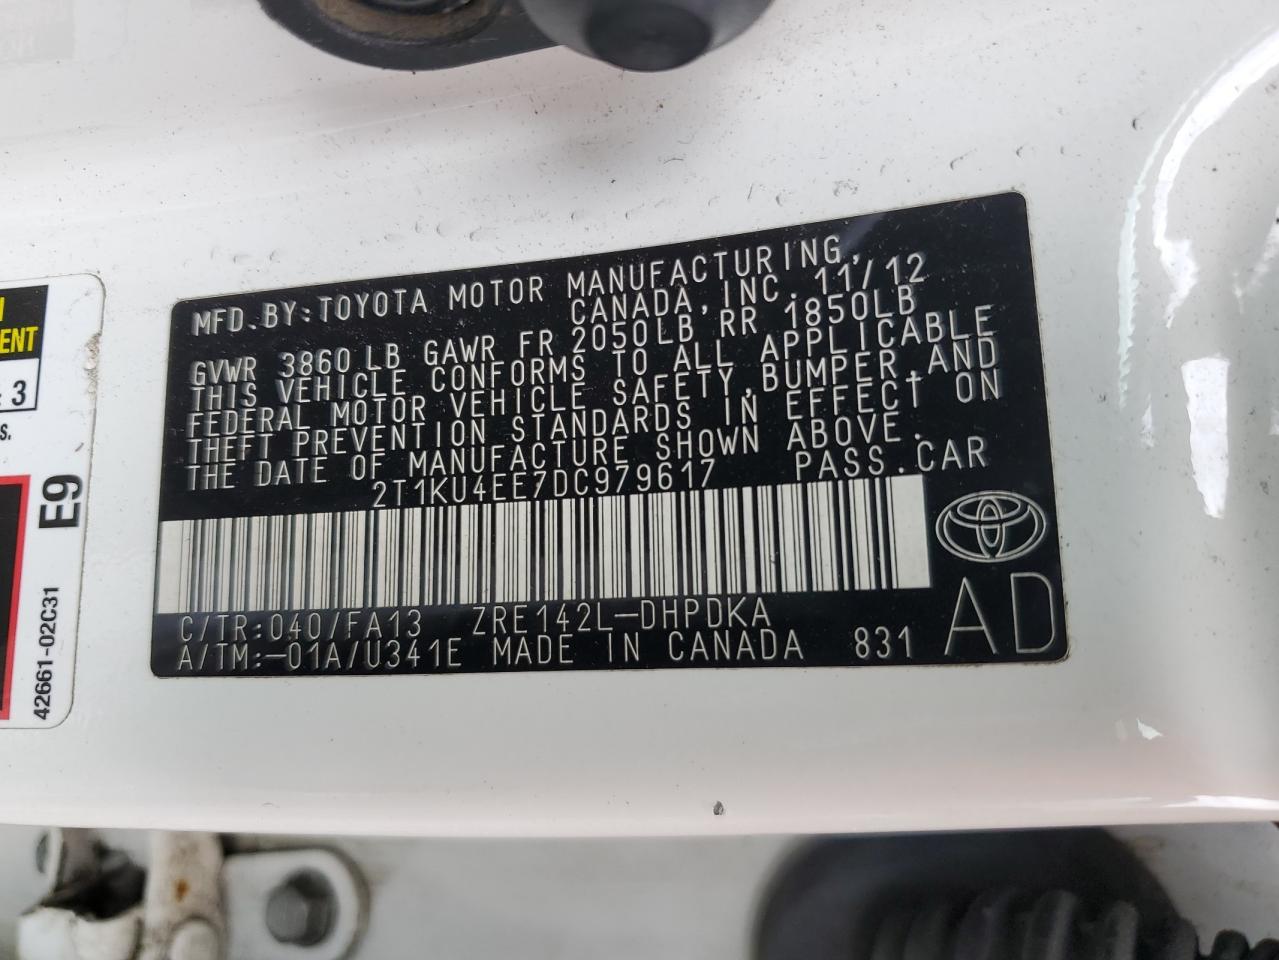 MFD.BY:TOYOTA MOTOR MANUFACTURING,
CANADA,INC. 11/12
GVWR 3860 LB GAWR FR 2050LB RR 1850LB
THIS VEHICLE CONFORMS TO ALL APPLICABLE
FEDERAL MOTOR VEHICLE SAFETY,BUMPER,AND
THEFT PREVENTION STANDARDS IN EFFECT ON
THE DATE OF MANUFACTURE SHOWN ABOVE.
2T1KU4EE7DC979617 PASS.CAR
C/TR:040/FA13 ZRE142L-DHPDKA
A/TM:-01A/U341E MADE IN CANADA 831
AD
ENT
: 3
S.
E9
42661-02C31